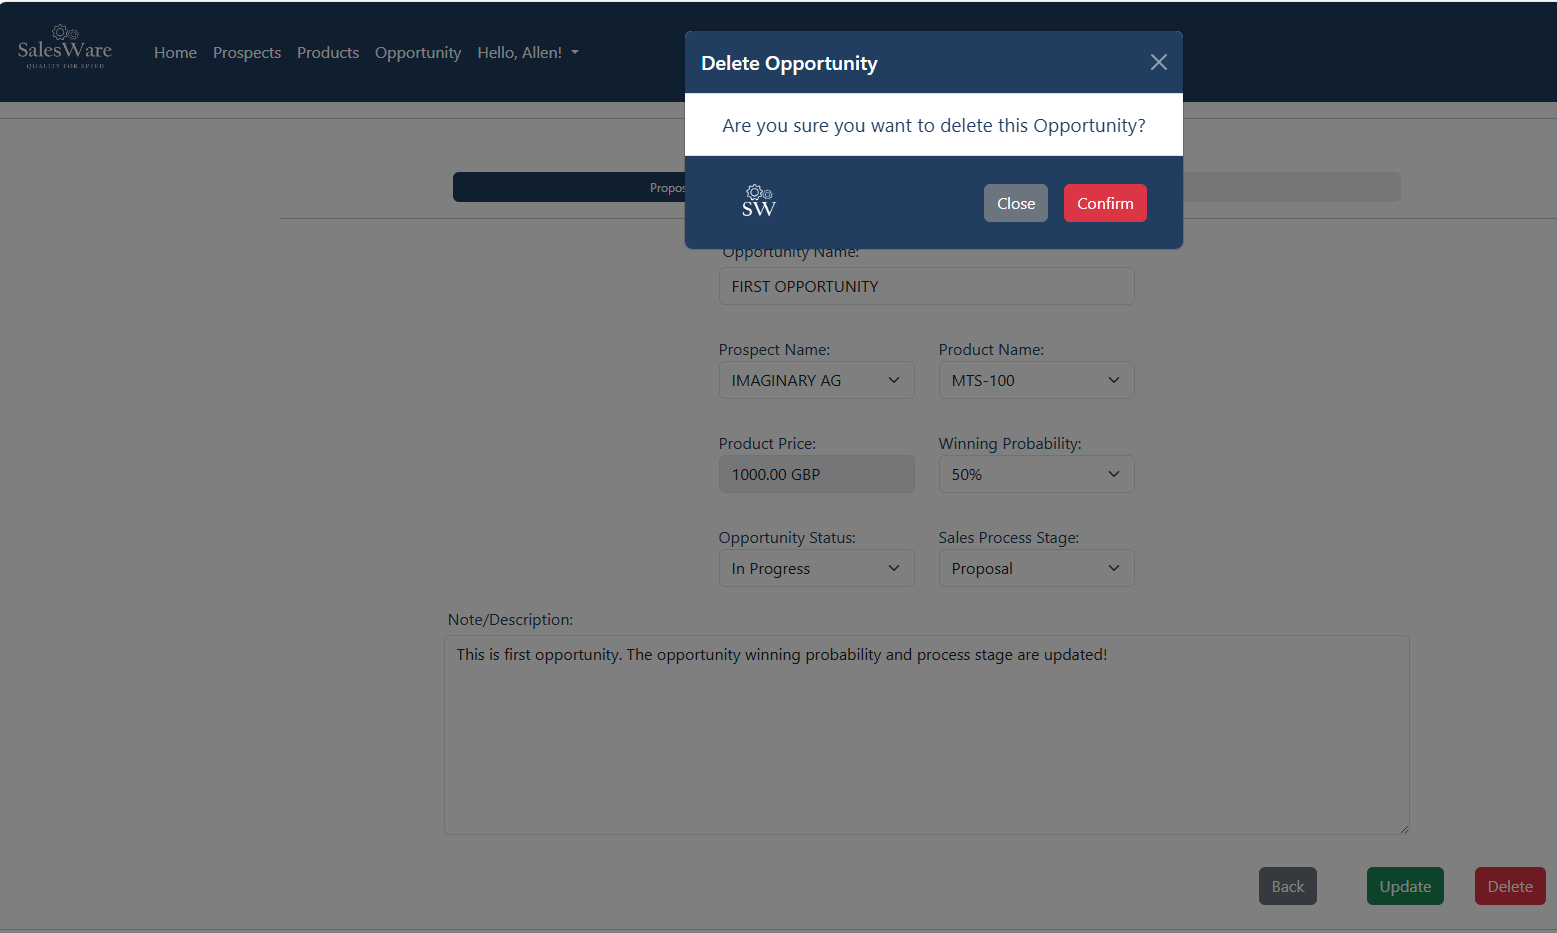 SalesWare
QUALITY FOR SPEED
Home Prospects Products Opportunity Hello, Allen!
Delete Opportunity
Are you sure you want to delete this Opportunity?
SW
Close Confirm
Propos
Opportunity Name:
FIRST OPPORTUNITY
Prospect Name: Product Name:
IMAGINARY AG MTS-100
Product Price: Winning Probability:
1000.00 GBP 50%
Opportunity Status: Sales Process Stage:
In Progress Proposal
Note/Description:
This is first opportunity. The opportunity winning probability and process stage are updated!
Back Update Delete